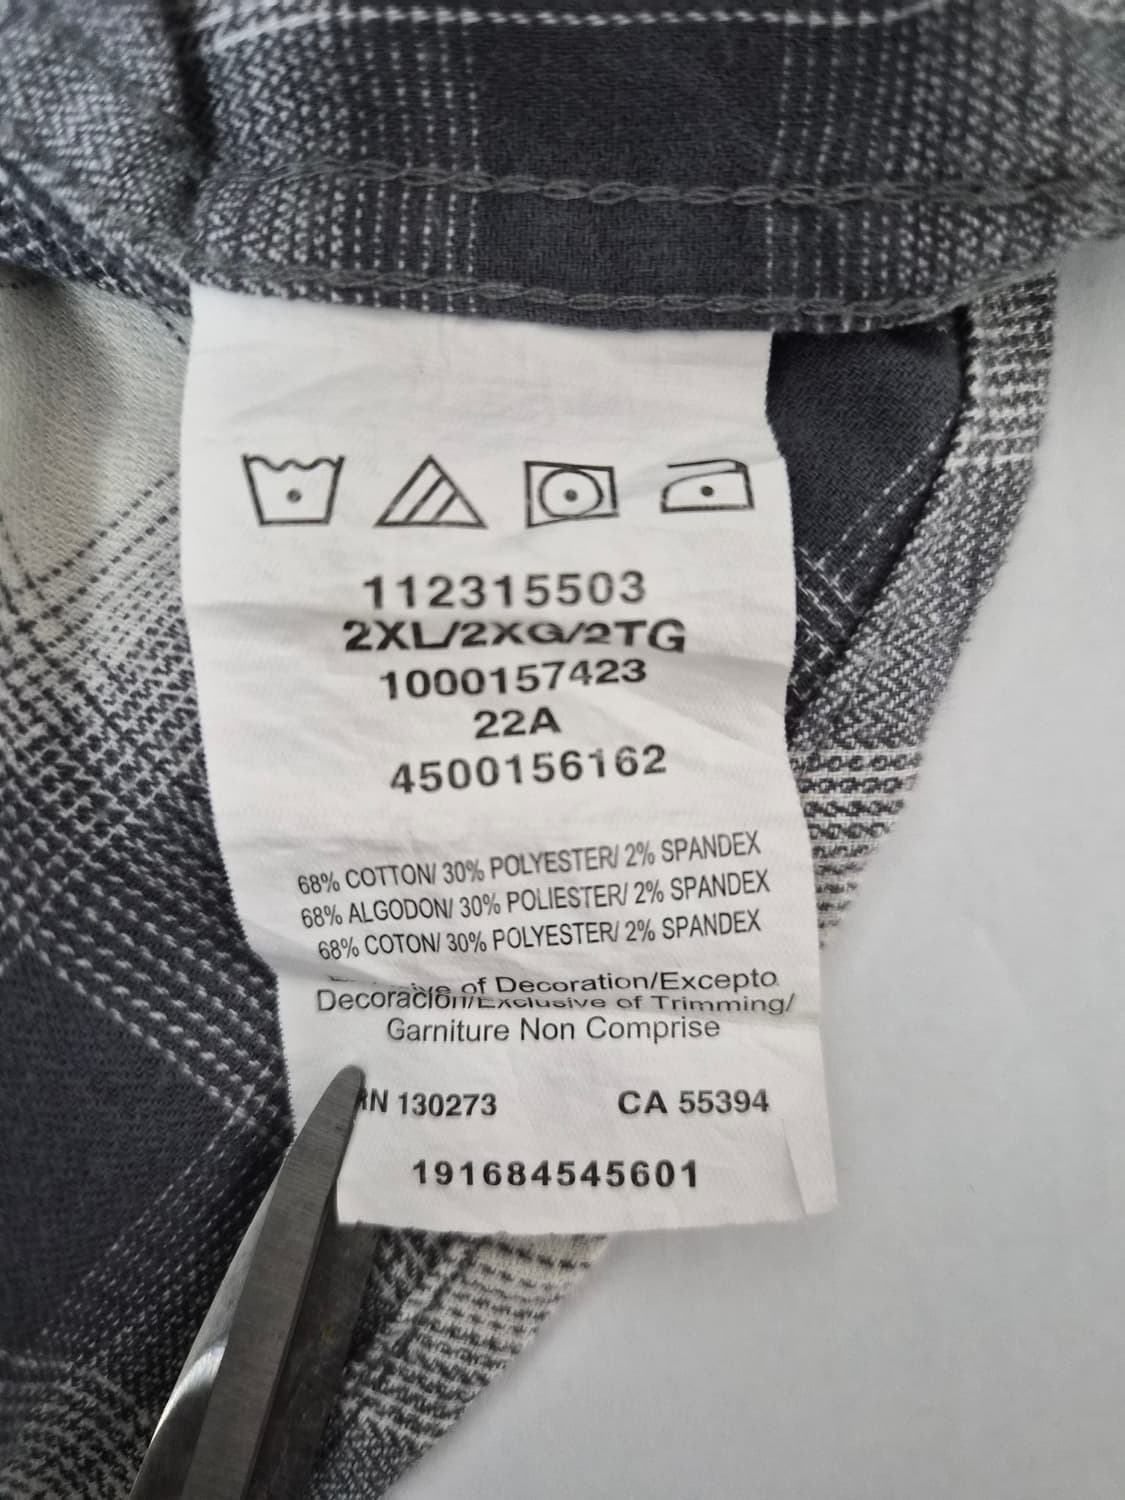 112315503
2XL/2XG/2TG
1000157423
22A
4500156162
68% COTTON/ 30% POLYESTER/ 2% SPANDEX
68% ALGODON/ 30% POLIESTER/ 2% SPANDEX
68% COTON/ 30% POLYESTER/ 2% SPANDEX
of Decoration/Excepto
Decoración/Exclusive of Trimming/
Garniture Non Comprise
RN 130273 CA 55394
191684545601